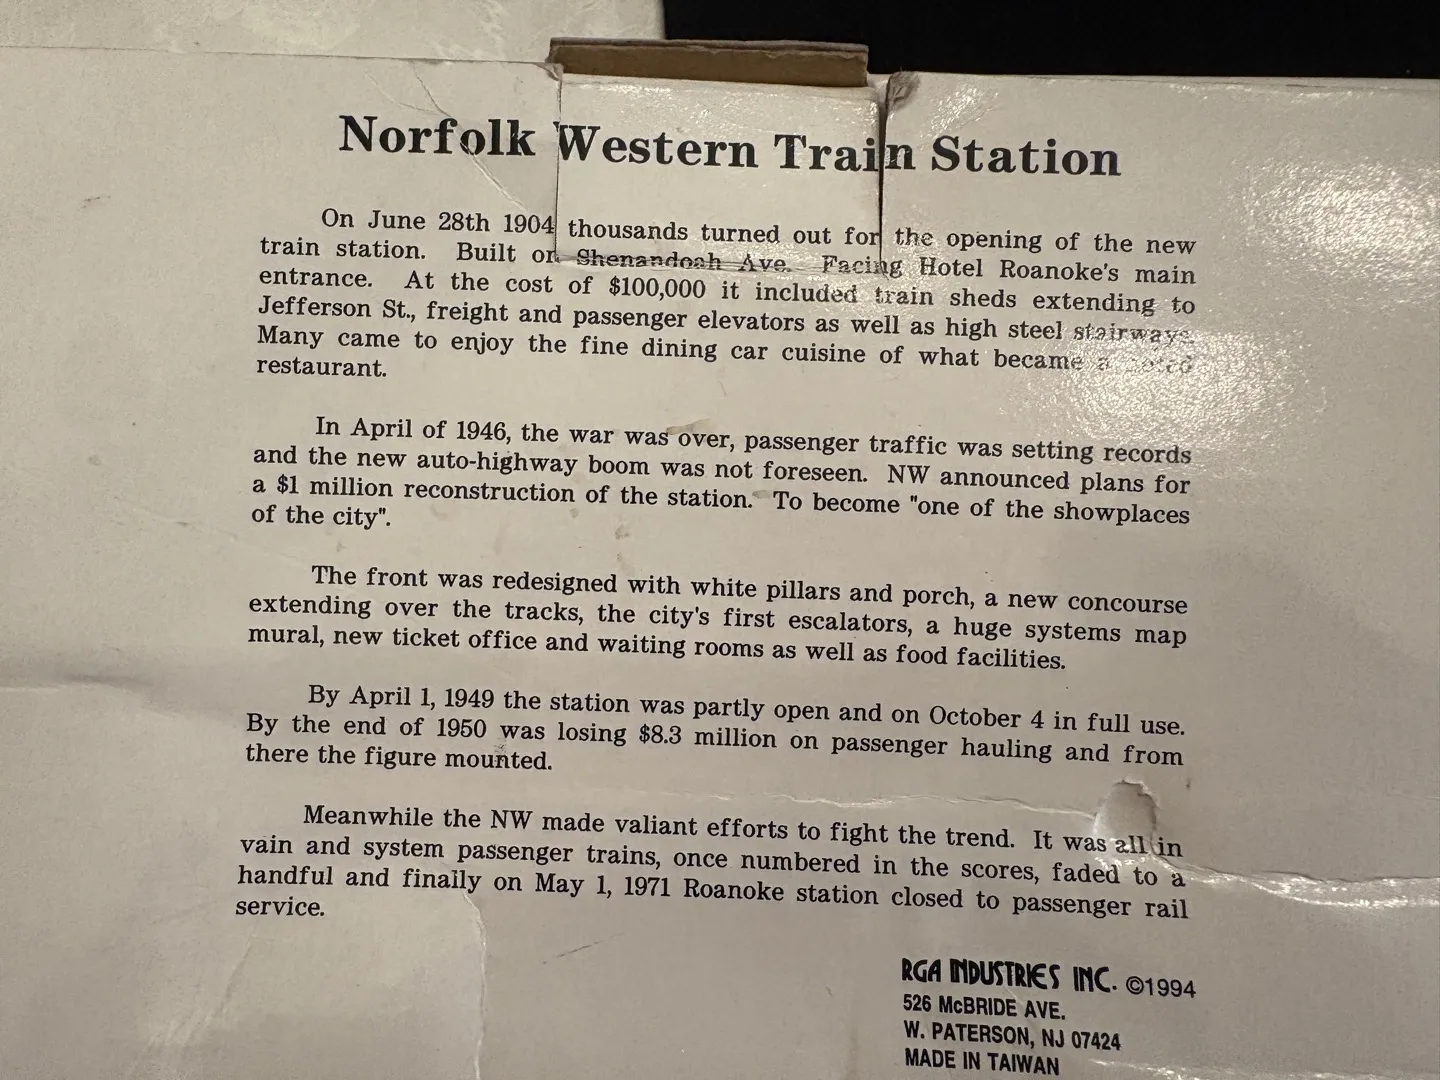 Norfolk Western Train Station
On June 28th 1904 thousands turned out for the opening of the new
train station. Built on Shenandoah Ave. Facing Hotel Roanoke's main
entrance. At the cost of $100,000 it included train sheds extending to
Jefferson St., freight and passenger elevators as well as high steel stairways.
Many came to enjoy the fine dining car cuisine of what became a noted
restaurant.
In April of 1946, the war was over, passenger traffic was setting records
and the new auto-highway boom was not foreseen. NW announced plans for
a $1 million reconstruction of the station. To become "one of the showplaces
of the city".
The front was redesigned with white pillars and porch, a new concourse
extending over the tracks, the city's first escalators, a huge systems map
mural, new ticket office and waiting rooms as well as food facilities.
By April 1, 1949 the station was partly open and on October 4 in full use.
By the end of 1950 was losing $8.3 million on passenger hauling and from
there the figure mounted.
Meanwhile the NW made valiant efforts to fight the trend. It was all in
vain and system passenger trains, once numbered in the scores, faded to a
handful and finally on May 1, 1971 Roanoke station closed to passenger rail
service.
RGA INDUSTRIES INC. ©1994
526 McBRIDE AVE.
W. PATERSON, NJ 07424
MADE IN TAIWAN